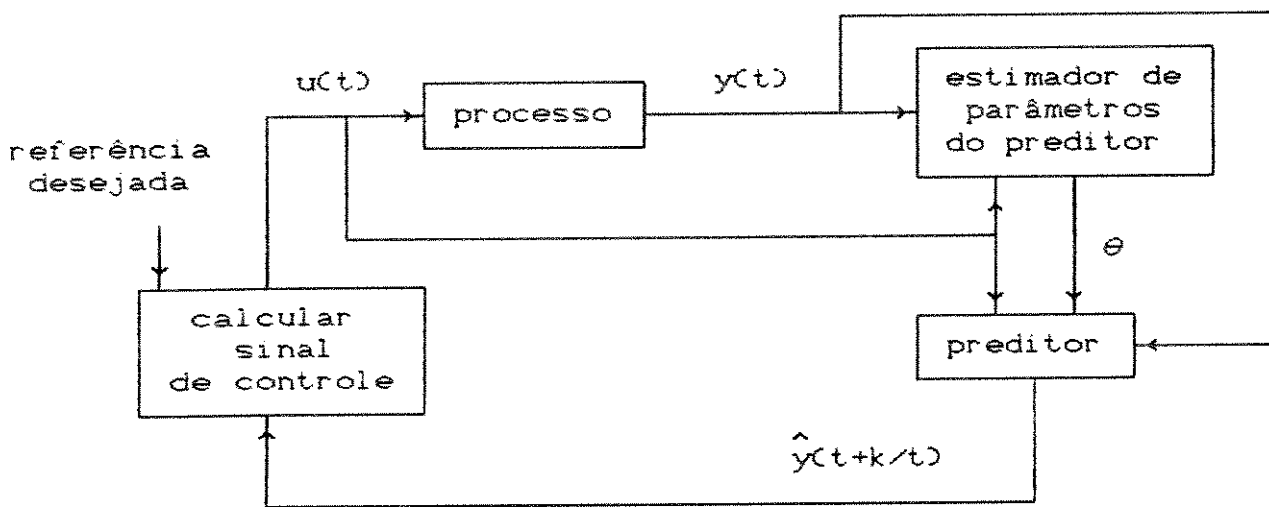 u(t)
processo
y(t)
estimador de
parâmetros
do preditor
referência
desejada
θ
calcular
sinal
de controle
preditor
ŷ(t+k/t)